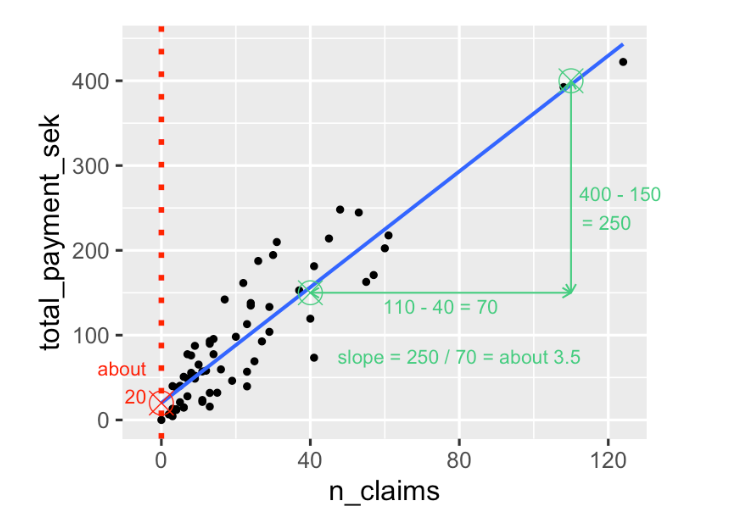 total_payment_sek
400
300
200
100
0
about
20
400 - 150
= 250
110 - 40 = 70
slope = 250 / 70 = about 3.5
0
40
80
120
n_claims